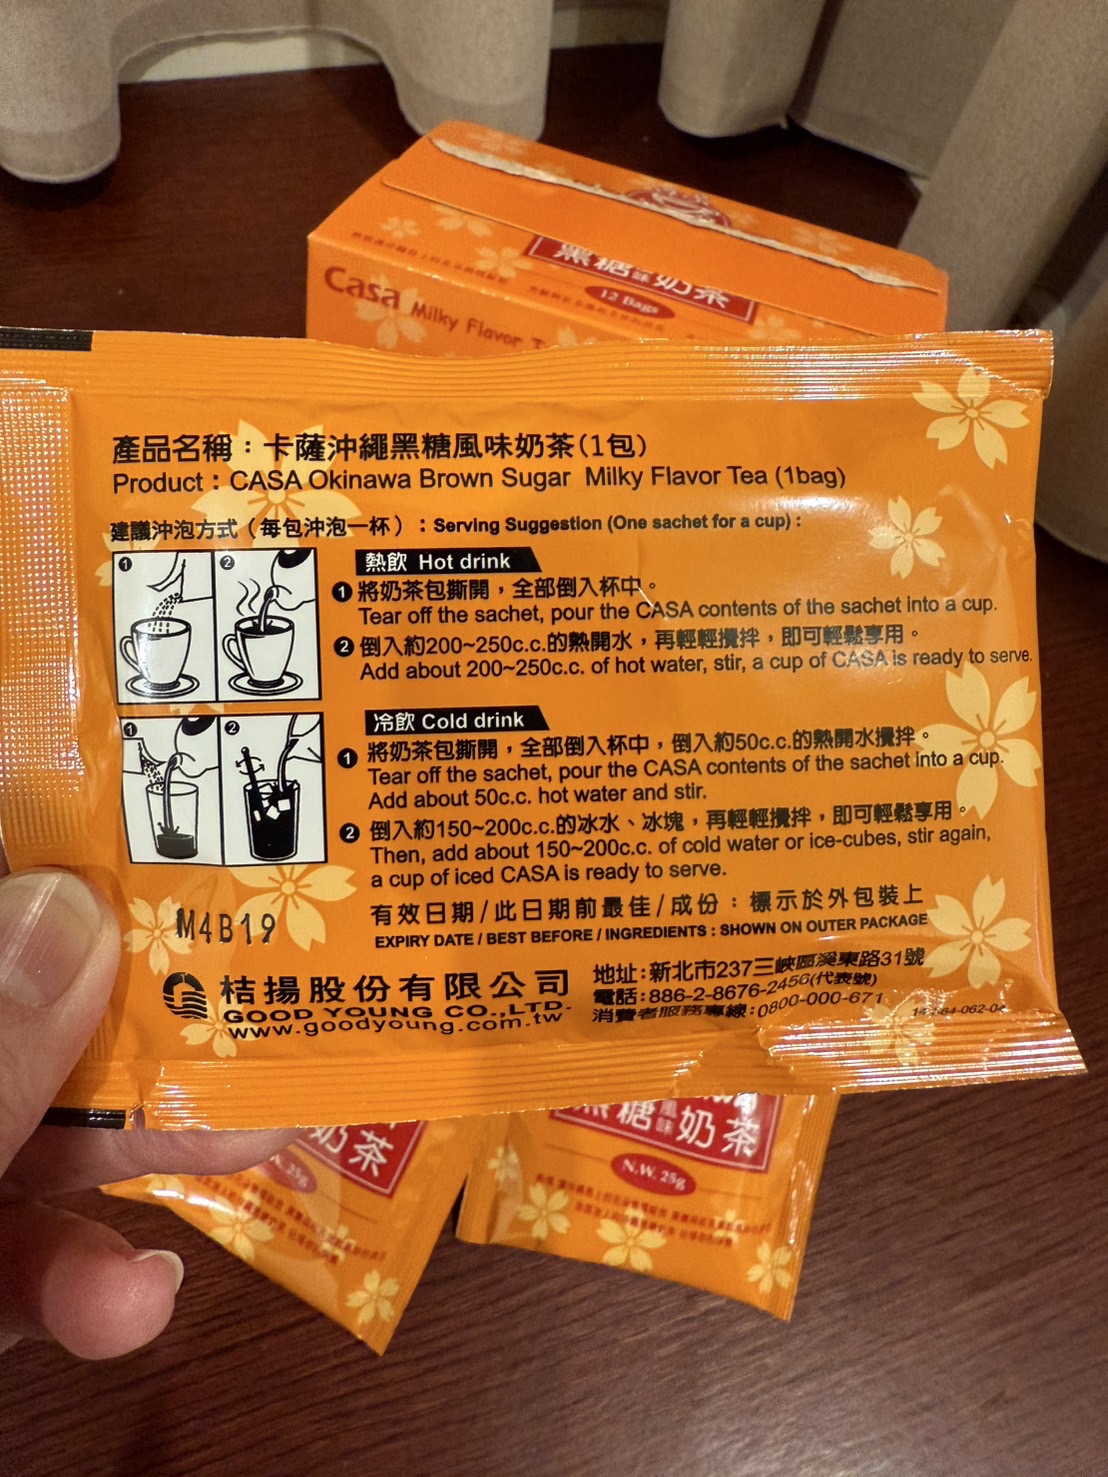 黑糖風味奶茶
12 Bags
Casa Milky Flavor
產品名稱：卡薩沖繩黑糖風味奶茶(1包)
Product：CASA Okinawa Brown Sugar Milky Flavor Tea (1bag)
建議沖泡方式（每包沖泡一杯）：Serving Suggestion (One sachet for a cup)：
熱飲 Hot drink
❶ 將奶茶包撕開，全部倒入杯中。
Tear off the sachet, pour the CASA contents of the sachet into a cup.
❷ 倒入約200~250c.c.的熱開水，再輕輕攪拌，即可輕鬆享用。
Add about 200~250c.c. of hot water, stir, a cup of CASA is ready to serve.
冷飲 Cold drink
❶ 將奶茶包撕開，全部倒入杯中，倒入約50c.c.的熱開水攪拌。
Tear off the sachet, pour the CASA contents of the sachet into a cup.
Add about 50c.c. hot water and stir.
❷ 倒入約150~200c.c.的冰水、冰塊，再輕輕攪拌，即可輕鬆享用。
Then, add about 150~200c.c. of cold water or ice-cubes, stir again,
a cup of iced CASA is ready to serve.
❶ ❷
❶ ❷
M4B19
有效日期/此日期前最佳/成份：標示於外包裝上
EXPIRY DATE / BEST BEFORE / INGREDIENTS : SHOWN ON OUTER PACKAGE
桔揚股份有限公司
GOOD YOUNG CO.,LTD.
www.goodyoung.com.tw
地址:新北市237三峽區溪東路31號
電話:886-2-8676-2456(代表號)
消費者服務專線:0800-000-671
奶茶
25g
黑糖風味奶茶
N.W. 25g